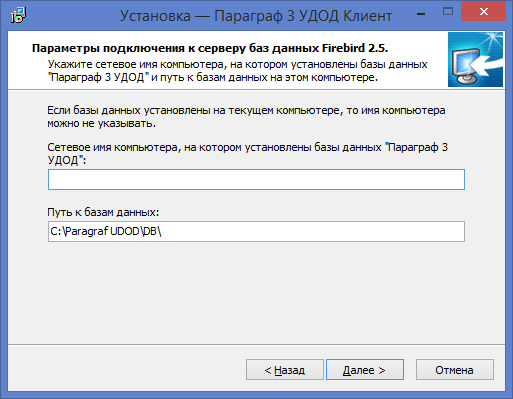 Установка — Параграф 3 УДОД Клиент
Параметры подключения к серверу баз данных Firebird 2.5.
Укажите сетевое имя компьютера, на котором установлены базы данных
"Параграф 3 УДОД" и путь к базам данных на этом компьютере.
Если базы данных установлены на текущем компьютере, то имя компьютера
можно не указывать.
Сетевое имя компьютера, на котором установлены базы данных "Параграф 3
УДОД":
Путь к базам данных:
C:\Paragraf UDOD\DB\
< Назад
Далее >
Отмена